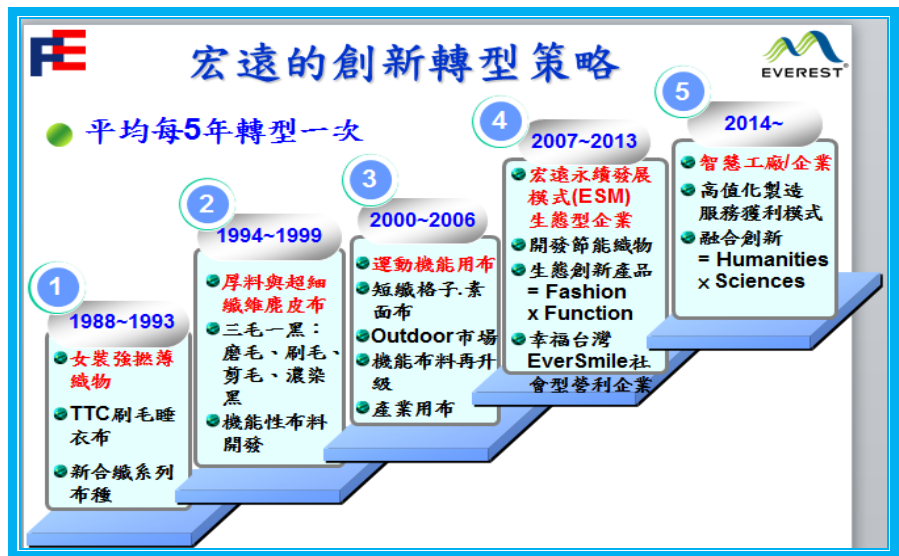 FE
宏遠的創新轉型策略
EVEREST®
平均每5年轉型一次
1
1988~1993
女裝強撚薄
織物
TTC刷毛睡
衣布
新合纖系列
布種
2
1994~1999
厚料與超細
纖維麂皮布
三毛一黑：
磨毛、刷毛、
剪毛、濃染
黑
機能性布料
開發
3
2000~2006
運動機能用布
短纖格子.素
面布
Outdoor市場
機能布料再升
級
產業用布
4
2007~2013
宏遠永續發展
模式(ESM)
生態型企業
開發節能織物
生態創新產品
= Fashion
x Function
幸福台灣
EverSmile社
會型營利企業
5
2014~
智慧工廠/企業
高值化製造
服務獲利模式
融合創新
= Humanities
× Sciences